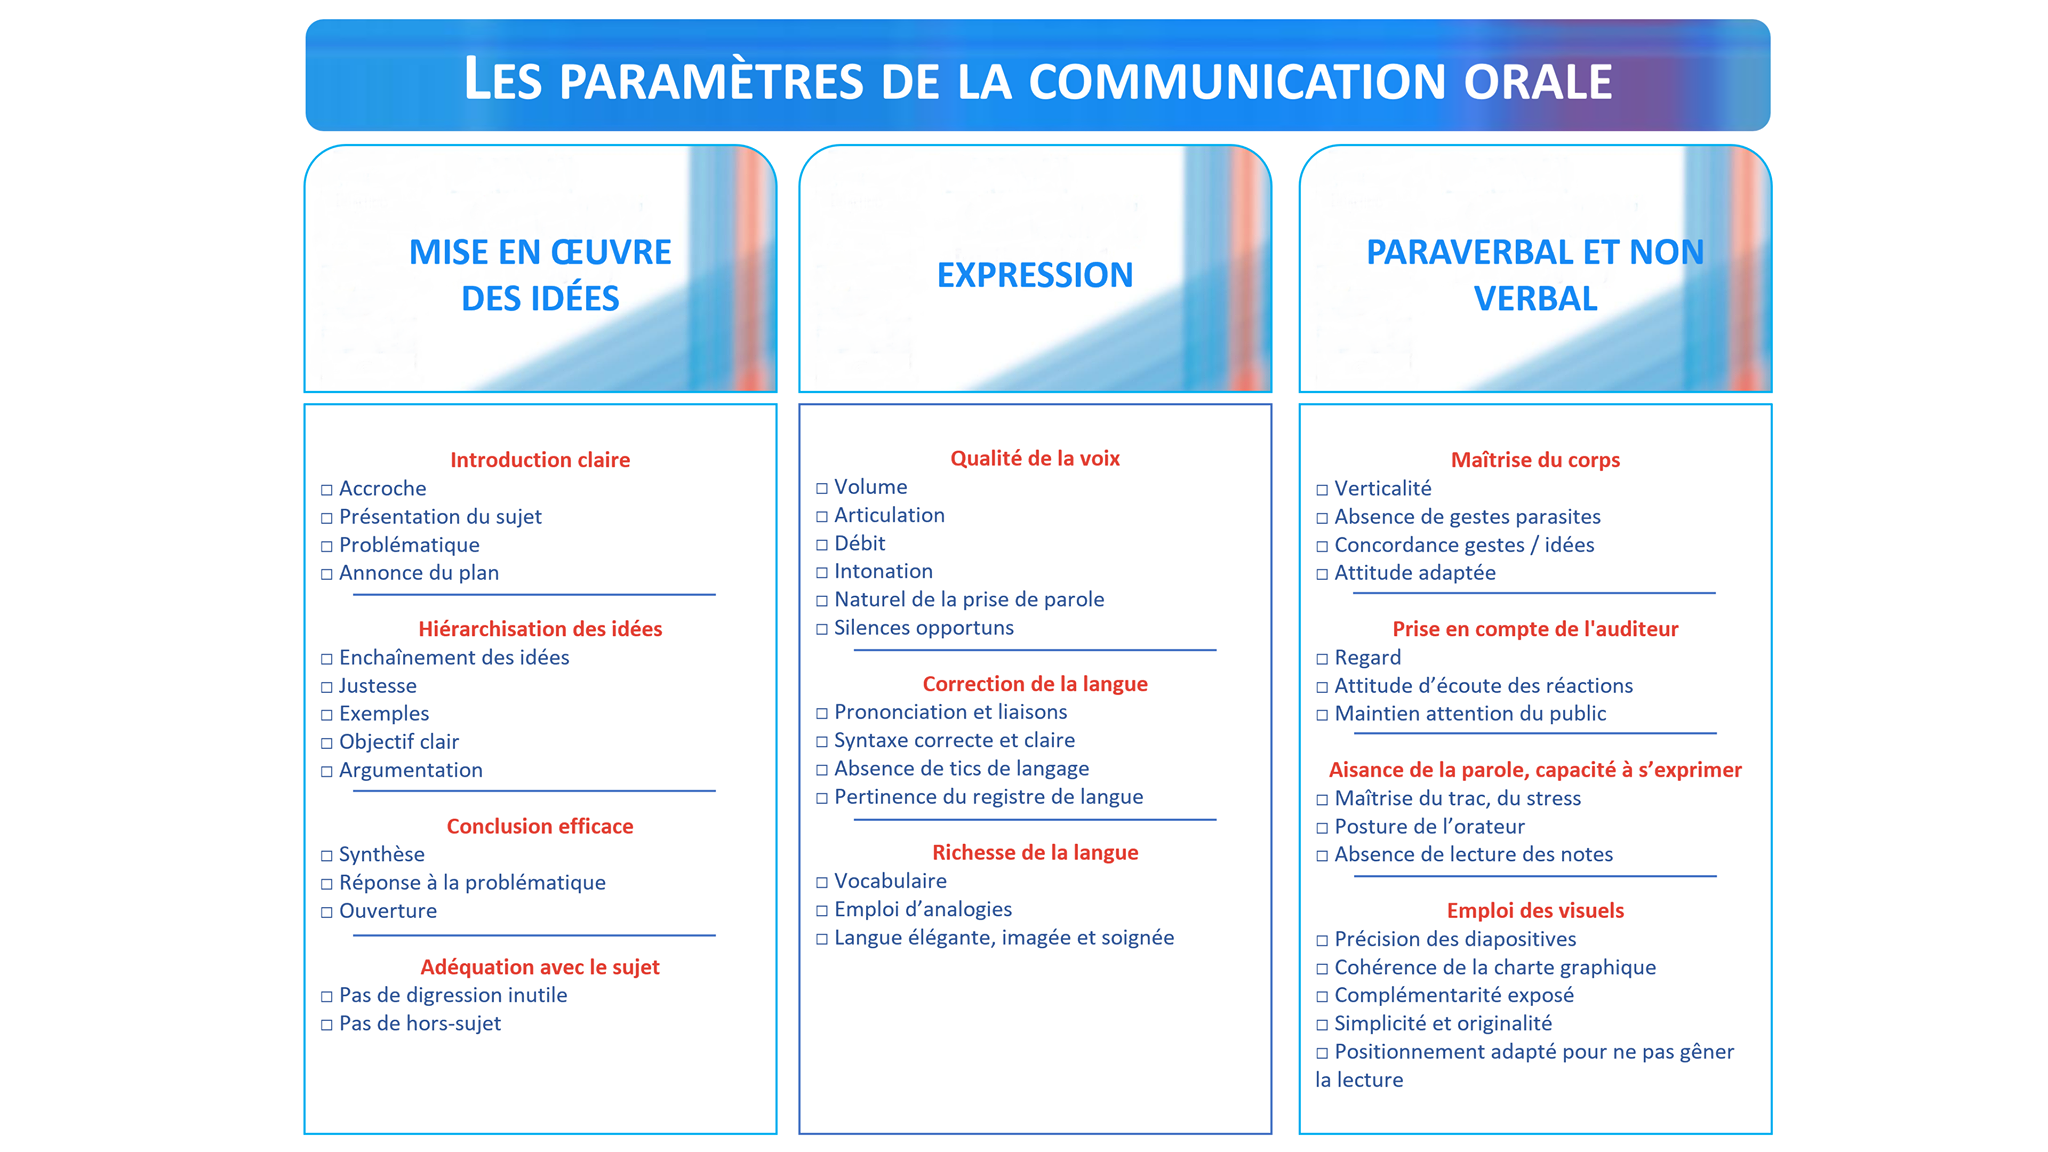 LES PARAMÈTRES DE LA COMMUNICATION ORALE
MISE EN ŒUVRE
DES IDÉES
Introduction claire
□ Accroche
□ Présentation du sujet
□ Problématique
□ Annonce du plan
Hiérarchisation des idées
□ Enchaînement des idées
□ Justesse
□ Exemples
□ Objectif clair
□ Argumentation
Conclusion efficace
□ Synthèse
□ Réponse à la problématique
□ Ouverture
Adéquation avec le sujet
□ Pas de digression inutile
□ Pas de hors-sujet
EXPRESSION
Qualité de la voix
□ Volume
□ Articulation
□ Débit
□ Intonation
□ Naturel de la prise de parole
□ Silences opportuns
Correction de la langue
□ Prononciation et liaisons
□ Syntaxe correcte et claire
□ Absence de tics de langage
□ Pertinence du registre de langue
Richesse de la langue
□ Vocabulaire
□ Emploi d’analogies
□ Langue élégante, imagée et soignée
PARAVERBAL ET NON
VERBAL
Maîtrise du corps
□ Verticalité
□ Absence de gestes parasites
□ Concordance gestes / idées
□ Attitude adaptée
Prise en compte de l'auditeur
□ Regard
□ Attitude d’écoute des réactions
□ Maintien attention du public
Aisance de la parole, capacité à s’exprimer
□ Maîtrise du trac, du stress
□ Posture de l’orateur
□ Absence de lecture des notes
Emploi des visuels
□ Précision des diapositives
□ Cohérence de la charte graphique
□ Complémentarité exposé
□ Simplicité et originalité
□ Positionnement adapté pour ne pas gêner
la lecture